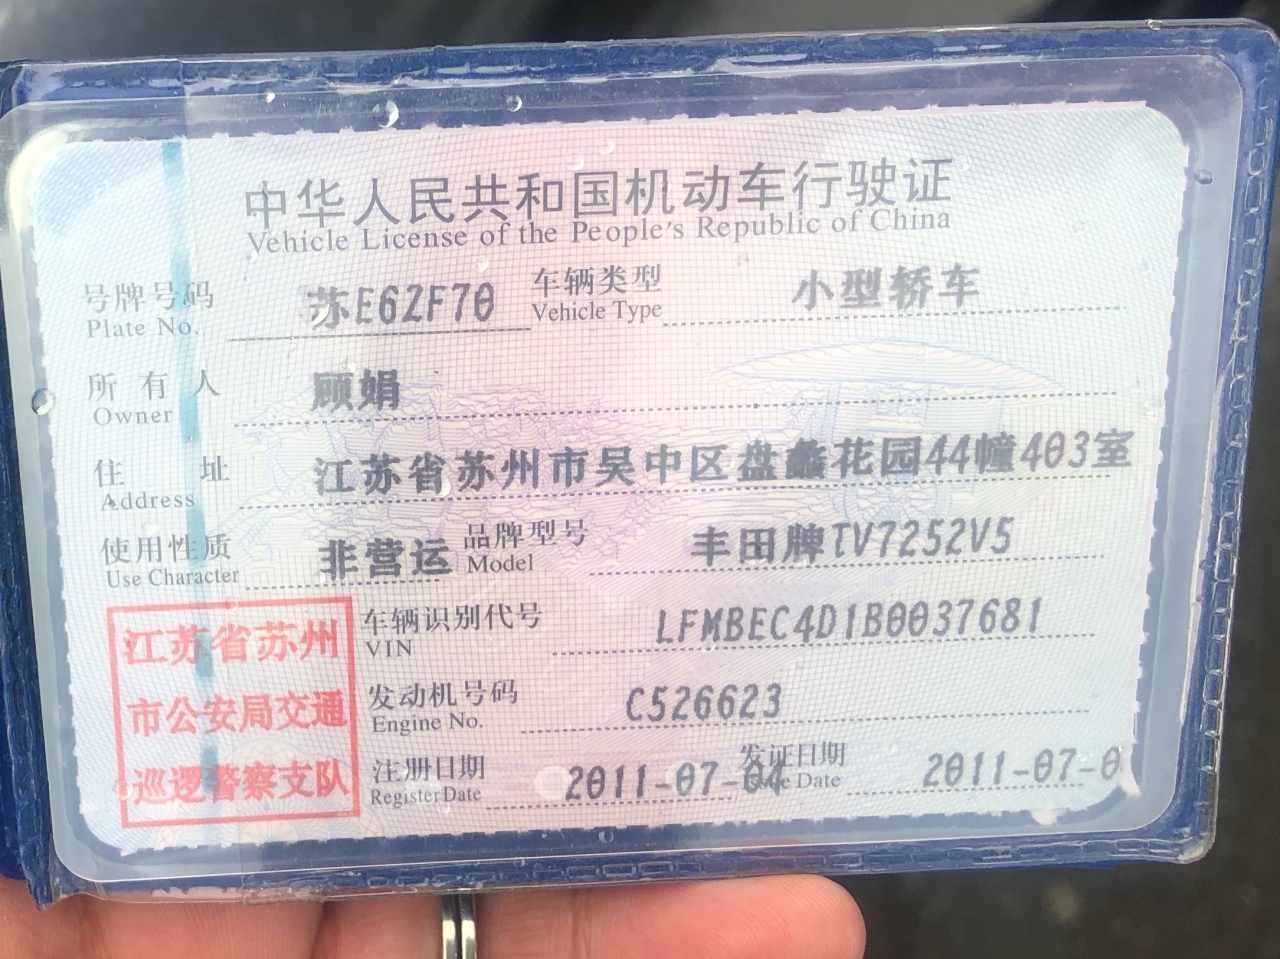 中华人民共和国机动车行驶证
Vehicle License of the People's Republic of China
号牌号码 苏E6ZF70 车辆类型 小型轿车
Plate No. Vehicle Type
所有人 顾娟
Owner
住址 江苏省苏州市吴中区盘蠡花园44幢403室
Address
使用性质 非营运 品牌型号 丰田牌TV7252V5
Use Character Model
江苏省苏州
市公安局交通
巡逻警察支队
车辆识别代号 LFMBEC4D1B0037681
VIN
发动机号码 C526623
Engine No.
注册日期 2011-07-04 发证日期 2011-07-0
Register Date Issue Date